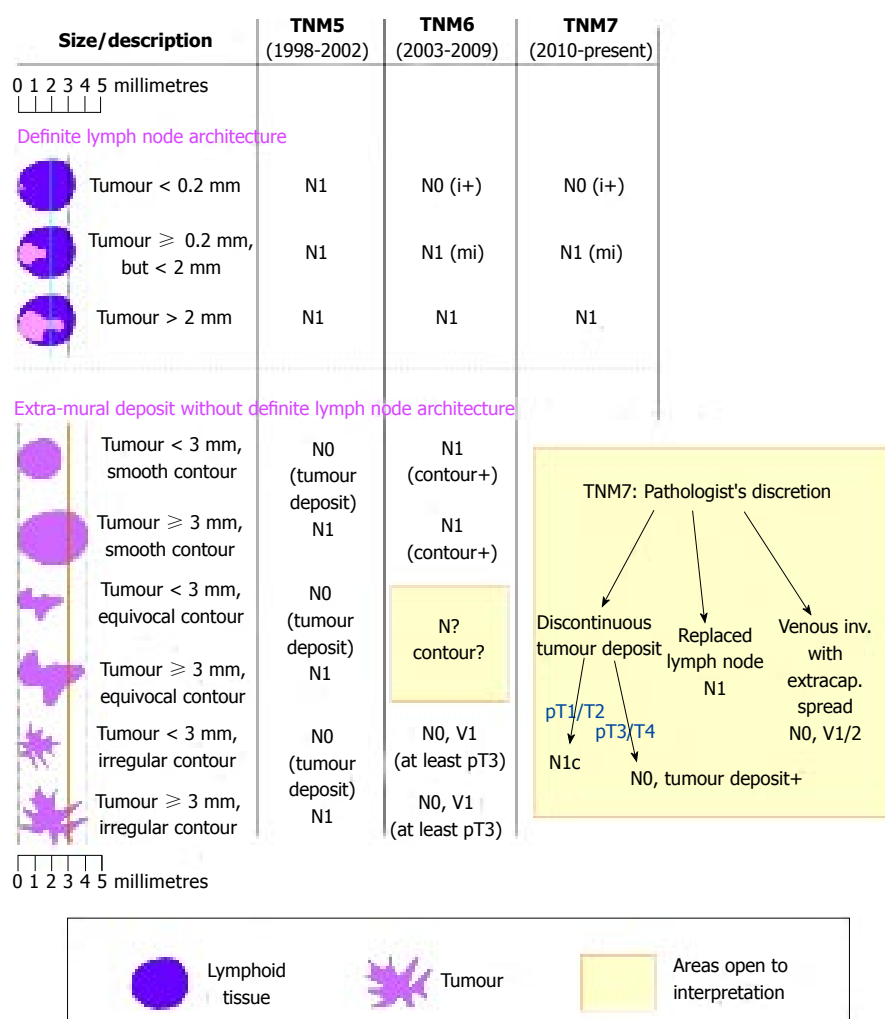 Size/description TNM5 TNM6 TNM7
(1998-2002) (2003-2009) (2010-present)
0 1 2 3 4 5 millimetres
Definite lymph node architecture
Tumour < 0.2 mm N1 N0 (i+) N0 (i+)
Tumour ⩾ 0.2 mm,
but < 2 mm N1 N1 (mi) N1 (mi)
Tumour > 2 mm N1 N1 N1
Extra-mural deposit without definite lymph node architecture
Tumour < 3 mm,
smooth contour
N0
(tumour
deposit)
N1
(contour+)
Tumour ⩾ 3 mm,
smooth contour
N1
N1
(contour+)
Tumour < 3 mm,
equivocal contour
N0
(tumour
deposit)
N?
contour?
Tumour ⩾ 3 mm,
equivocal contour
N1
Tumour < 3 mm,
irregular contour
N0
(tumour
deposit)
N0, V1
(at least pT3)
Tumour ⩾ 3 mm,
irregular contour
N1
N0, V1
(at least pT3)
TNM7: Pathologist's discretion
Discontinuous
tumour deposit
Replaced
lymph node
N1
Venous inv.
with
extracap.
spread
N0, V1/2
pT1/T2
pT3/T4
N1c
N0, tumour deposit+
0 1 2 3 4 5 millimetres
Lymphoid
tissue
Tumour
Areas open to
interpretation